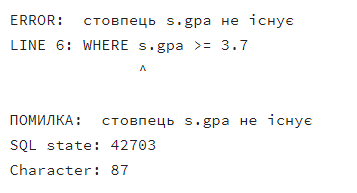 ERROR:  стовпець s.gpa не існує
LINE 6: WHERE s.gpa >= 3.7
^
ПОМИЛКА:  стовпець s.gpa не існує
SQL state: 42703
Character: 87